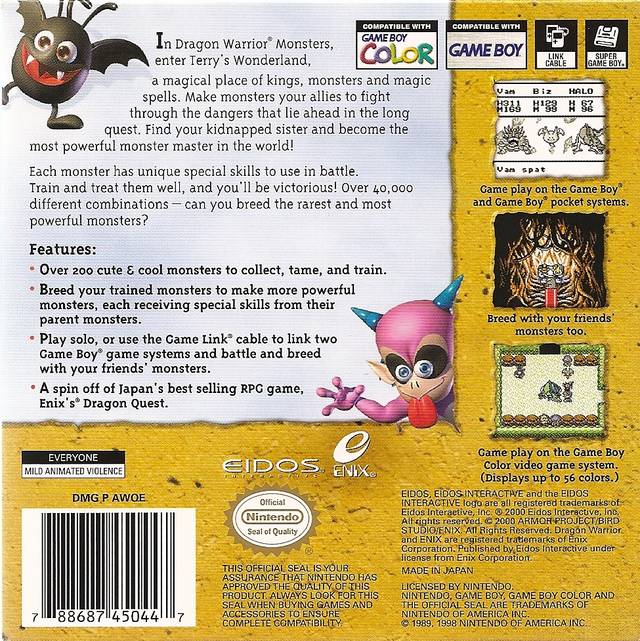 In Dragon Warrior® Monsters,
enter Terry's Wonderland,
a magical place of kings, monsters and magic
spells. Make monsters your allies to fight
through the dangers that lie ahead in the long
quest. Find your kidnapped sister and become the
most powerful monster master in the world!
Each monster has unique special skills to use in battle.
Train and treat them well, and you'll be victorious! Over 40,000
different combinations — can you breed the rarest and most
powerful monsters?
Features:
• Over 200 cute & cool monsters to collect, tame, and train.
• Breed your trained monsters to make more powerful
monsters, each receiving special skills from their
parent monsters.
• Play solo, or use the Game Link® cable to link two
Game Boy® game systems and battle and breed
with your friends' monsters.
• A spin off of Japan's best selling RPG game,
Enix's® Dragon Quest.
COMPATIBLE WITH
GAME BOY
COLOR
COMPATIBLE WITH
GAME BOY
LINK
CABLE
SUPER
GAME BOY®
Vam Biz HALO
H311 H129 H 67
M169 M 99 M 96
Vam spat
Game play on the Game Boy®
and Game Boy® pocket systems.
Breed with your friends'
monsters too.
Game play on the Game Boy
Color video game system.
(Displays up to 56 colors.)
EVERYONE
MILD ANIMATED VIOLENCE
DMG P AWQE
7 88687 45044 7
EIDOS
INTERACTIVE
ENIX®
Official
Nintendo
Seal of Quality
THIS OFFICIAL SEAL IS YOUR
ASSURANCE THAT NINTENDO HAS
APPROVED THE QUALITY OF THIS
PRODUCT. ALWAYS LOOK FOR THIS
SEAL WHEN BUYING GAMES AND
ACCESSORIES TO ENSURE
COMPLETE COMPATIBILITY.
EIDOS, EIDOS INTERACTIVE and the EIDOS
INTERACTIVE logo are all registered trademarks of
Eidos Interactive, Inc. © 2000 Eidos Interactive, Inc.
All rights reserved. © 2000 ARMOR PROJECT/BIRD
STUDIO/ENIX. All Rights Reserved. Dragon Warrior
and ENIX are registered trademarks of Enix
Corporation. Published by Eidos Interactive under
license from Enix Corporation.
MADE IN JAPAN
LICENSED BY NINTENDO.
NINTENDO, GAME BOY, GAME BOY COLOR AND
THE OFFICIAL SEAL ARE TRADEMARKS OF
NINTENDO OF AMERICA INC.
© 1989, 1998 NINTENDO OF AMERICA INC.